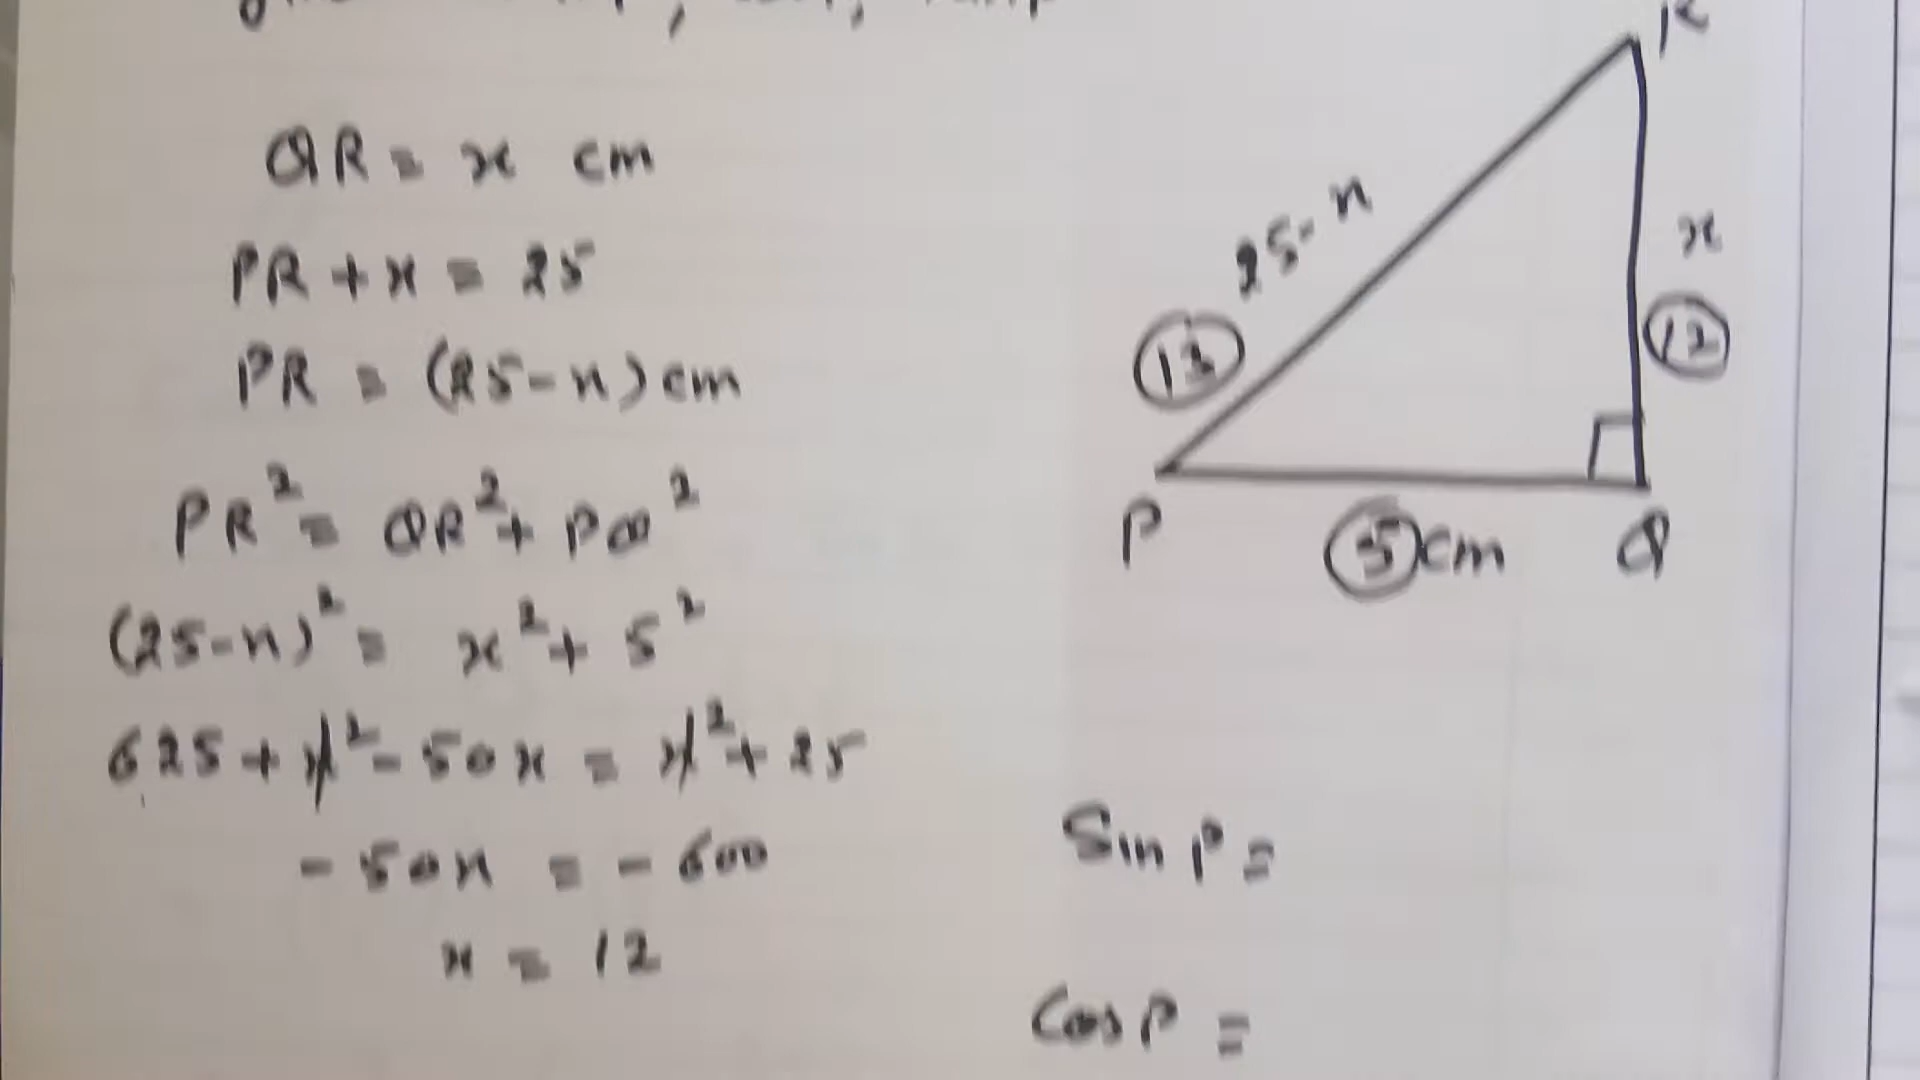 QR = x cm
PR + x = 25
PR = (25-x) cm
PR² = QR² + PQ²
(25-x)² = x² + 5²
625 + x² - 50x = x² + 25
- 50x = - 600
x = 12
R
25-x
x
13
12
P
5 cm
Q
Sin P =
Cos P =